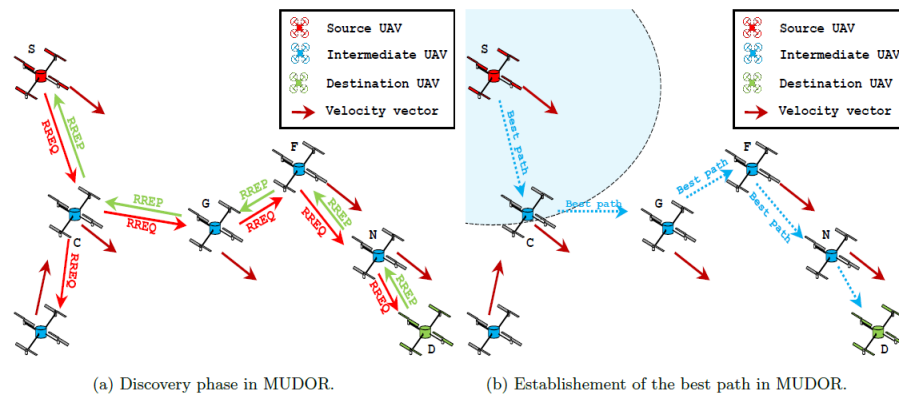 S
RREQ
RREP
C
RREQ
RREP
RREQ
G
RREP
RREQ
F
RREQ
RREP
N
RREQ
RREP
D
Source UAV
Intermediate UAV
Destination UAV
Velocity vector
(a) Discovery phase in MUDOR.
S
Best path
C
Best path
G
Best path
F
Best path
N
D
Source UAV
Intermediate UAV
Destination UAV
Velocity vector
(b) Establishement of the best path in MUDOR.